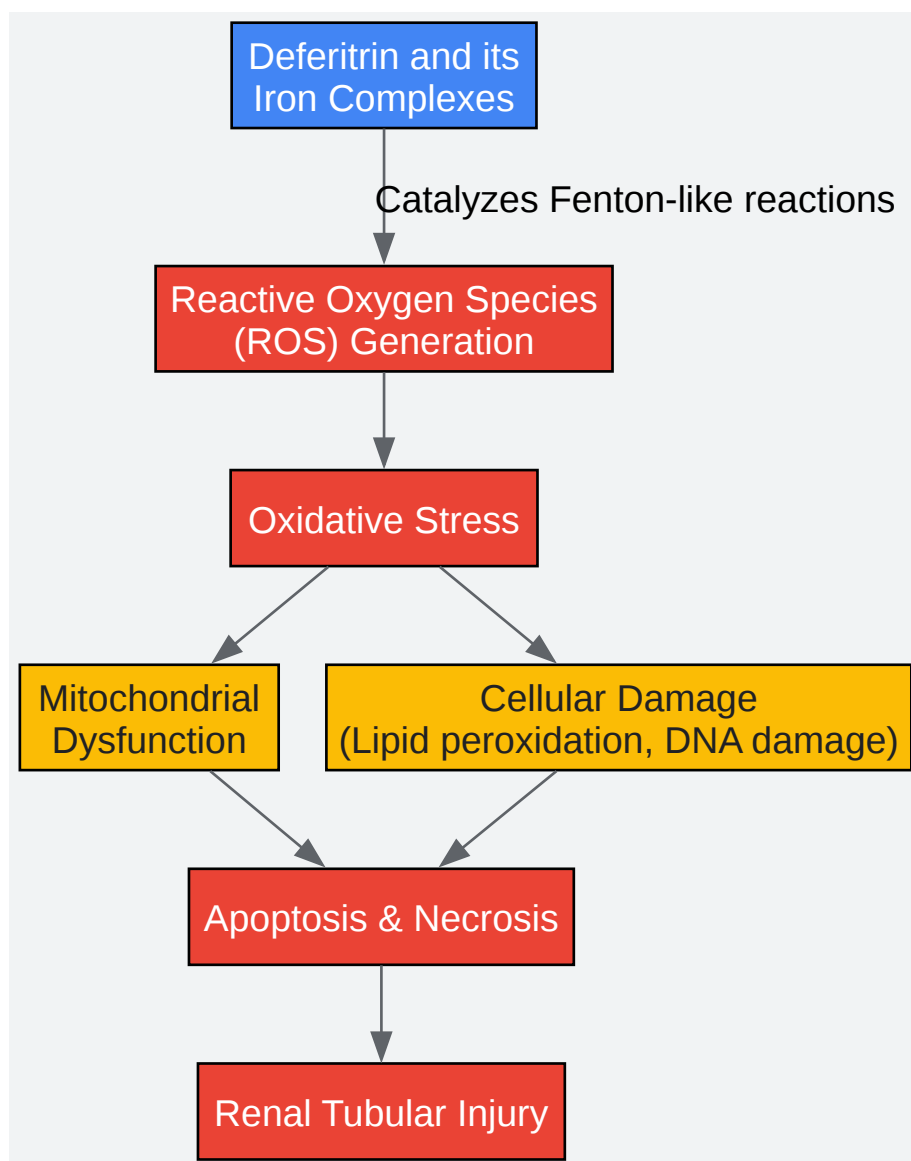 Deferitrin and its
Iron Complexes
Catalyzes Fenton-like reactions
Reactive Oxygen Species
(ROS) Generation
Oxidative Stress
Mitochondrial
Dysfunction
Cellular Damage
(Lipid peroxidation, DNA damage)
Apoptosis & Necrosis
Renal Tubular Injury